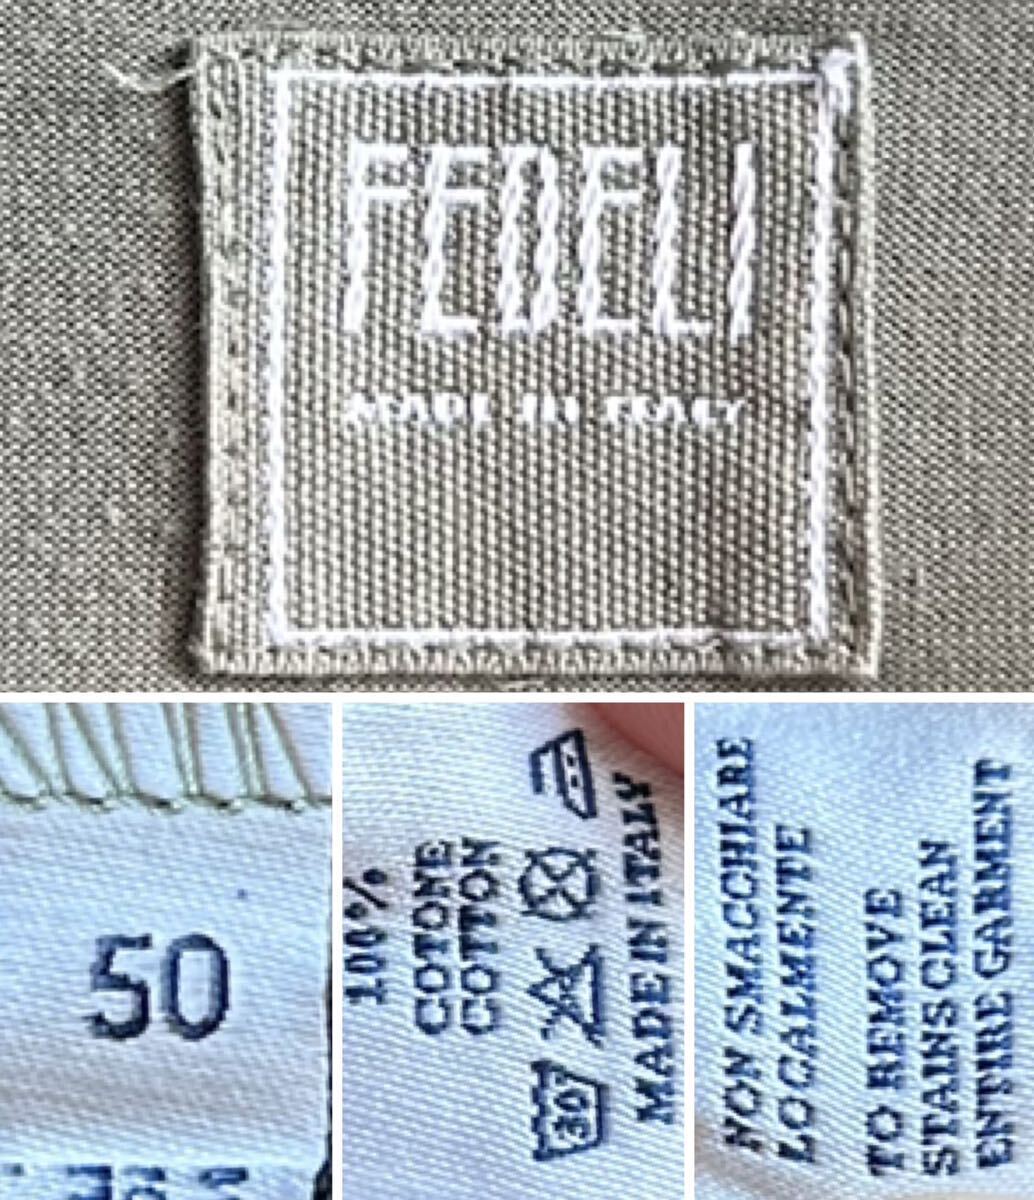 FEDELI
MADE IN ITALY
50
100%
COTONE
COTTON
30
MADE IN ITALY
NON SMACCHIARE
LOCALMENTE
TO REMOVE
STAINS CLEAN
ENTIRE GARMENT